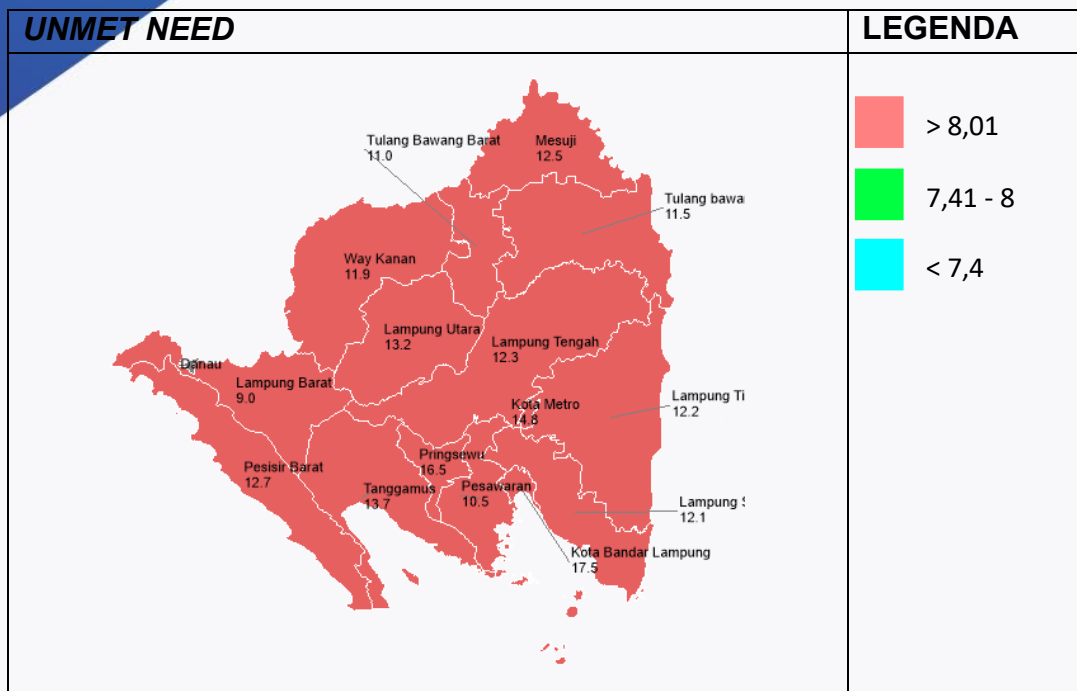 UNMET NEED
LEGENDA
> 8,01
7,41 - 8
< 7,4
Tulang Bawang Barat
11.0
Mesuji
12.5
Tulang bawa
11.5
Way Kanan
11.9
Lampung Utara
13.2
Lampung Tengah
12.3
Danau
Lampung Barat
9.0
Kota Metro
14.8
Lampung Ti
12.2
Pringsewu
16.5
Pesisir Barat
12.7
Tanggamus
13.7
Pesawaran
10.5
Lampung S
12.1
Kota Bandar Lampung
17.5